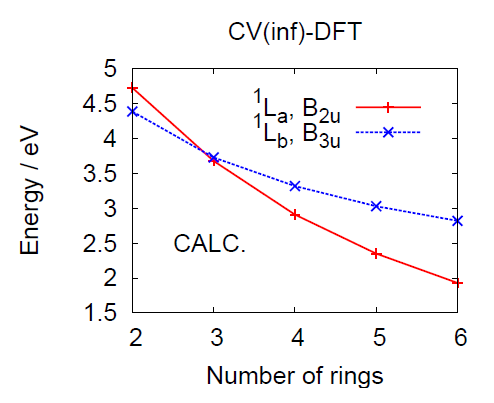 CV(inf)-DFT
Energy / eV
5
4.5
4
3.5
3
2.5
2
1.5
¹Lₐ, B₂ᵤ
¹L_b, B₃ᵤ
CALC.
2 3 4 5 6
Number of rings